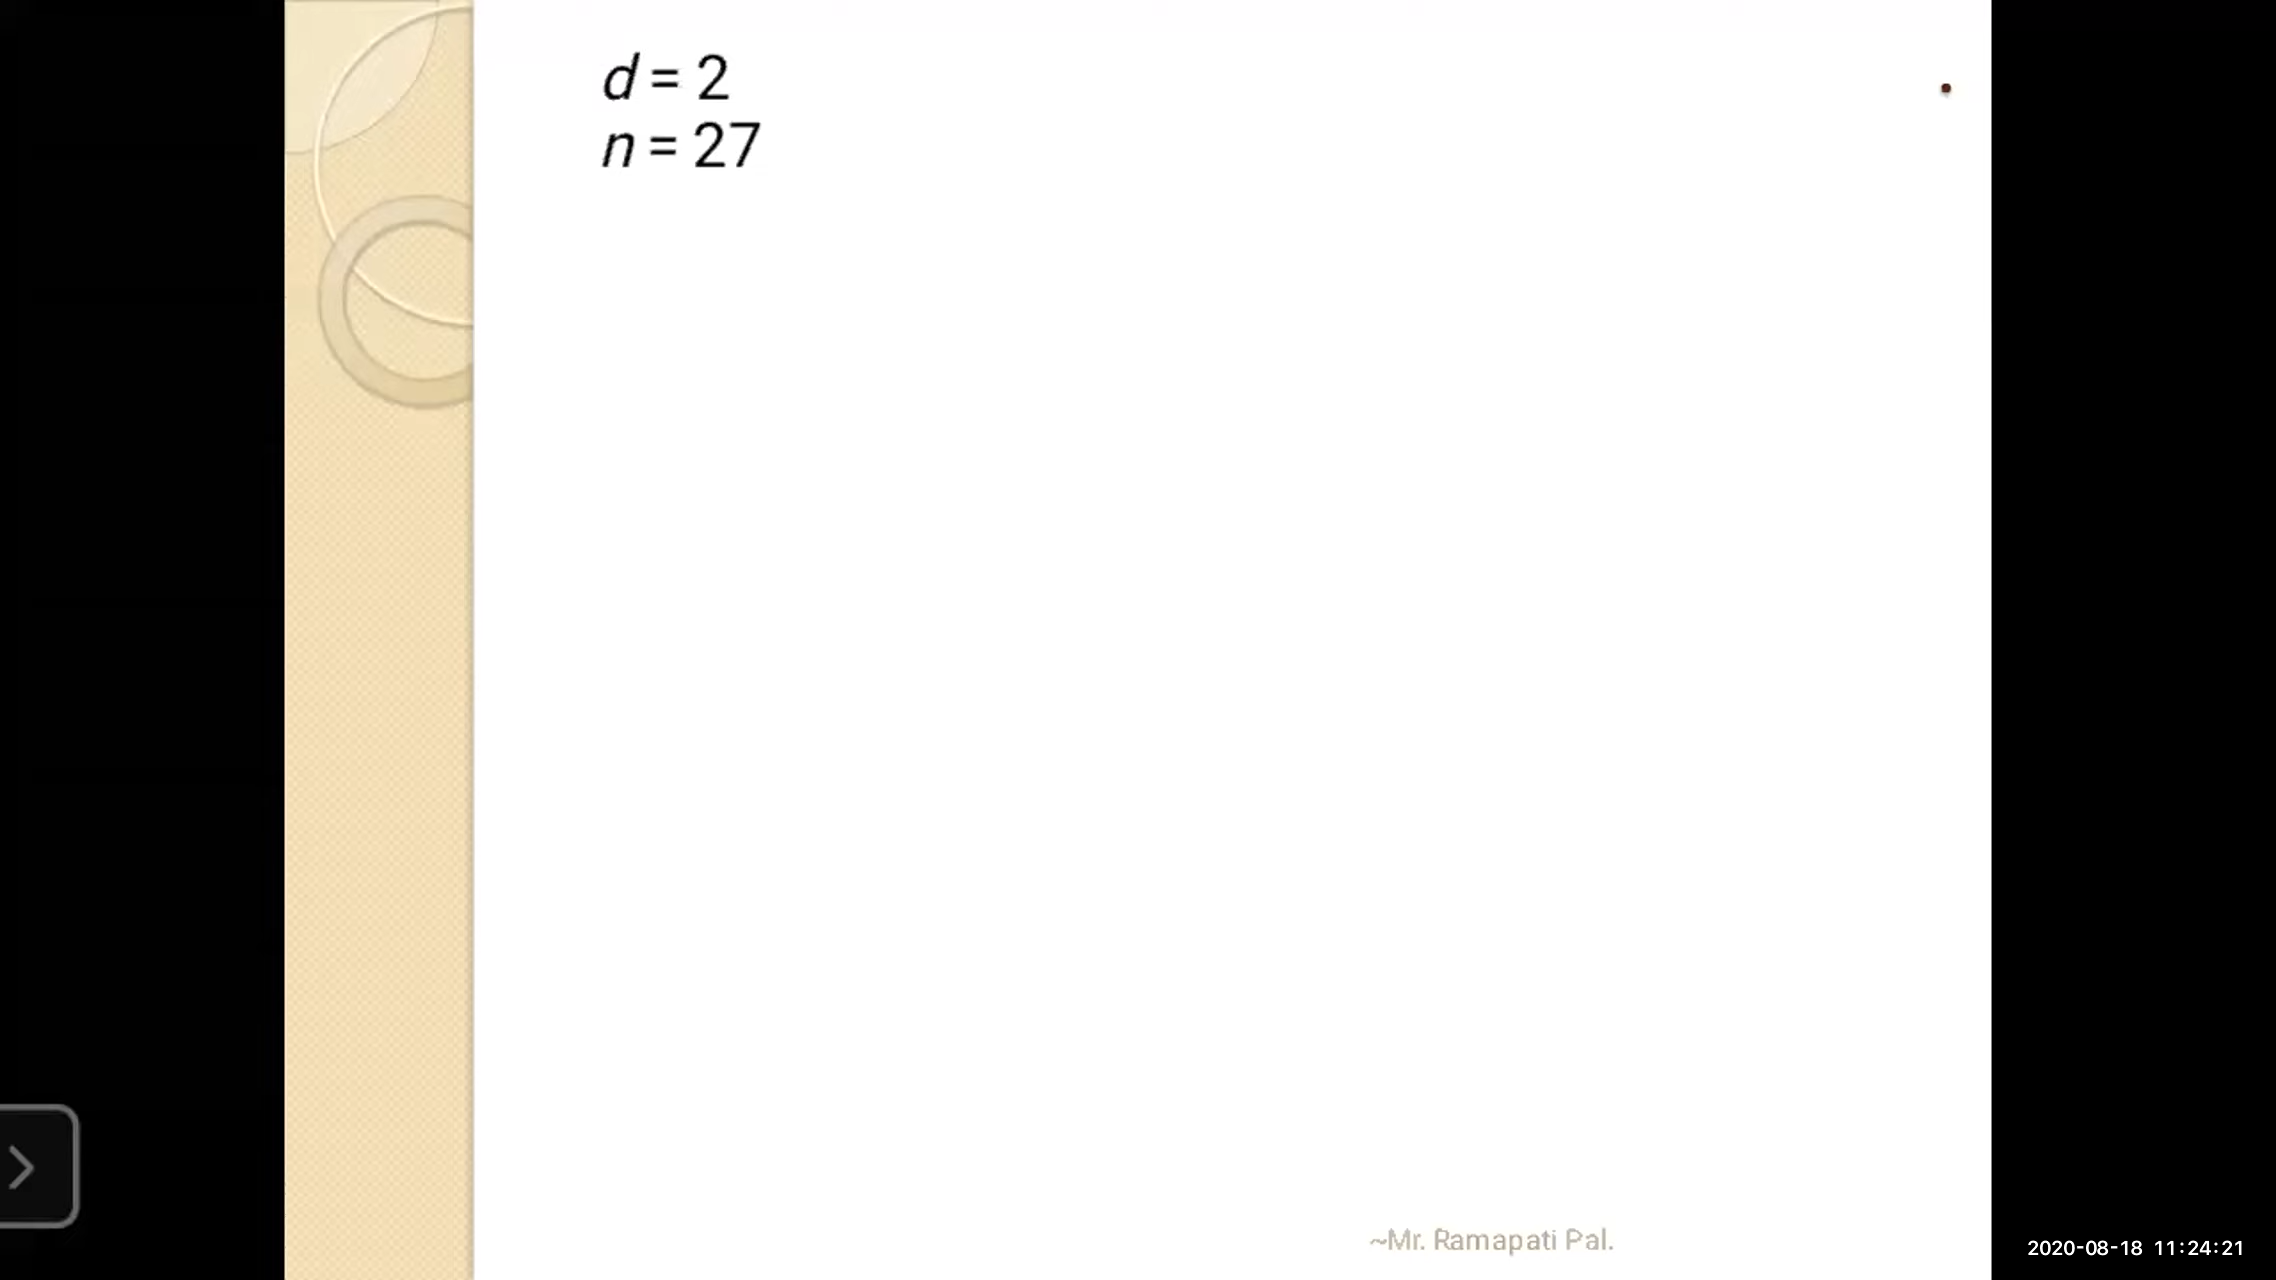 d = 2
n = 27
~Mr. Ramapati Pal.
2020-08-18 11:24:21